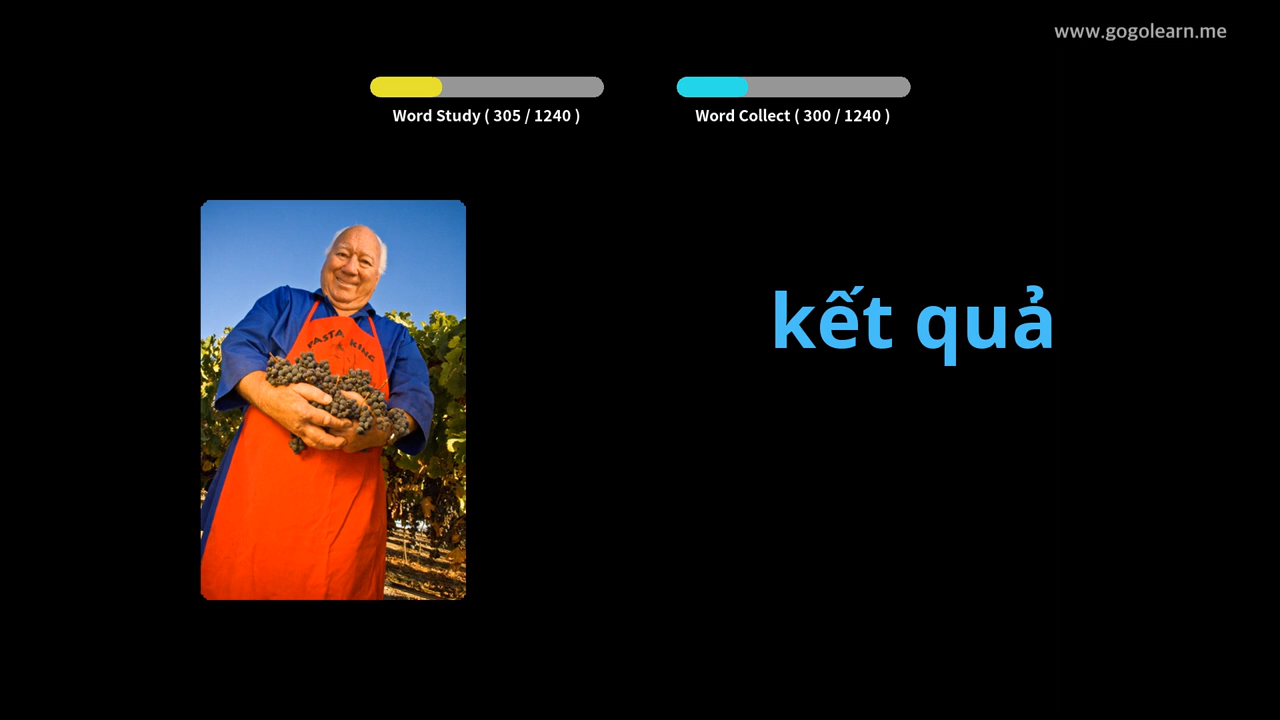 www.gogolearn.me
Word Study ( 305 / 1240 )
Word Collect ( 300 / 1240 )
PASTA KING
kết quả